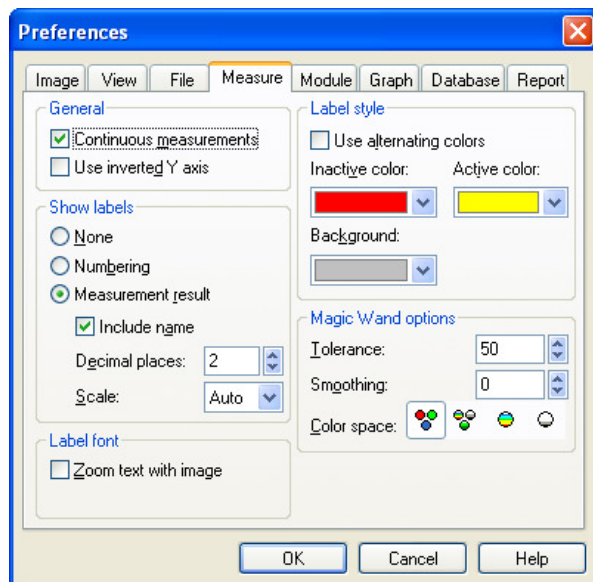 Preferences
Image View File Measure Module Graph Database Report
General
Continuous measurements
Use inverted Y axis
Show labels
None
Numbering
Measurement result
Include name
Decimal places: 2
Scale: Auto
Label font
Zoom text with image
Label style
Use alternating colors
Inactive color: Active color:
Background:
Magic Wand options
Tolerance: 50
Smoothing: 0
Color space:
OK Cancel Help